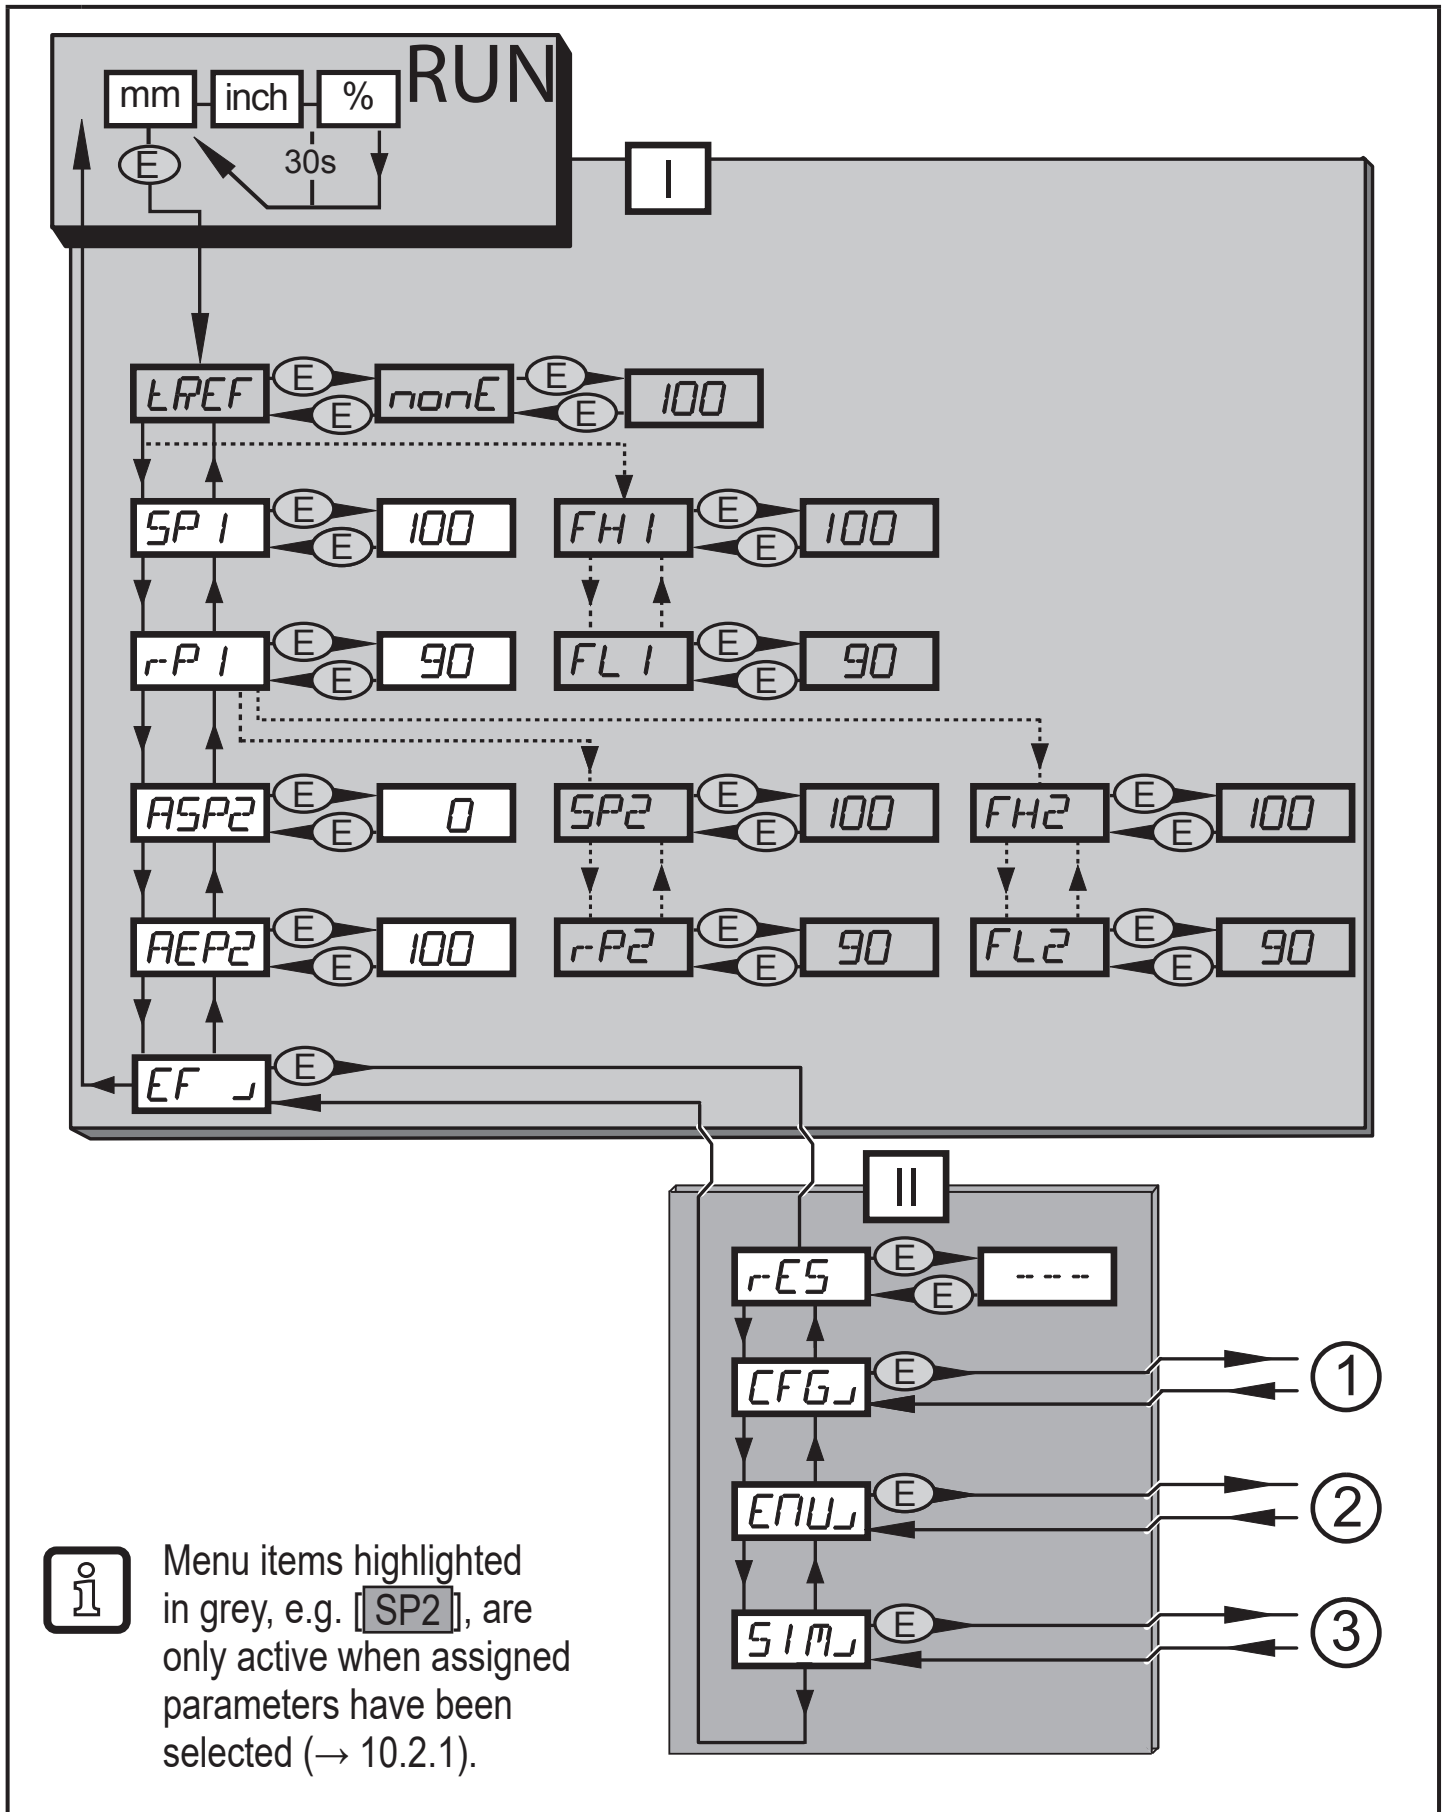 RUN
mm inch %
E 30s
I
tREF E E nonE E E 100
SP1 E E 100 FH1 E E 100
rP1 E E 90 FL1 E E 90
ASP2 E E 0 SP2 E E 100 FH2 E E 100
AEP2 E E 100 rP2 E E 90 FL2 E E 90
EF E
II
rES E E ---
CFG E 1
ENV E 2
SIM E 3
i
Menu items highlighted
in grey, e.g. [ SP2 ], are
only active when assigned
parameters have been
selected (→ 10.2.1).